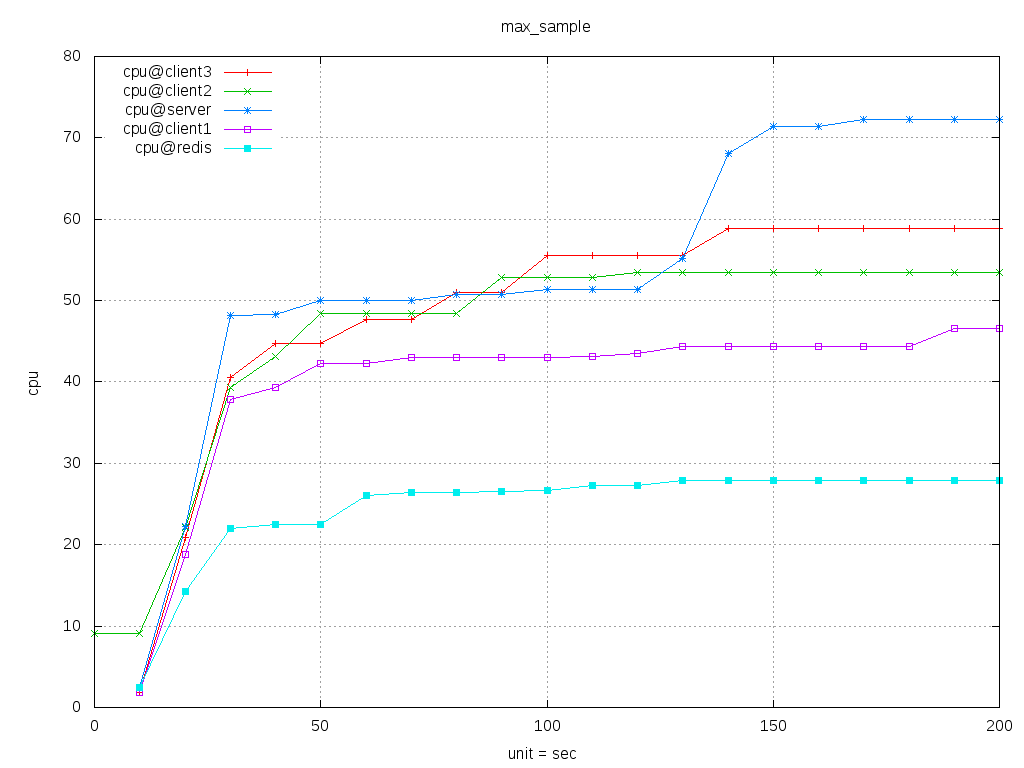 max_sample
80
70
60
50
40
30
20
10
0
cpu
cpu@client3
cpu@client2
cpu@server
cpu@client1
cpu@redis
0 50 100 150 200
unit = sec